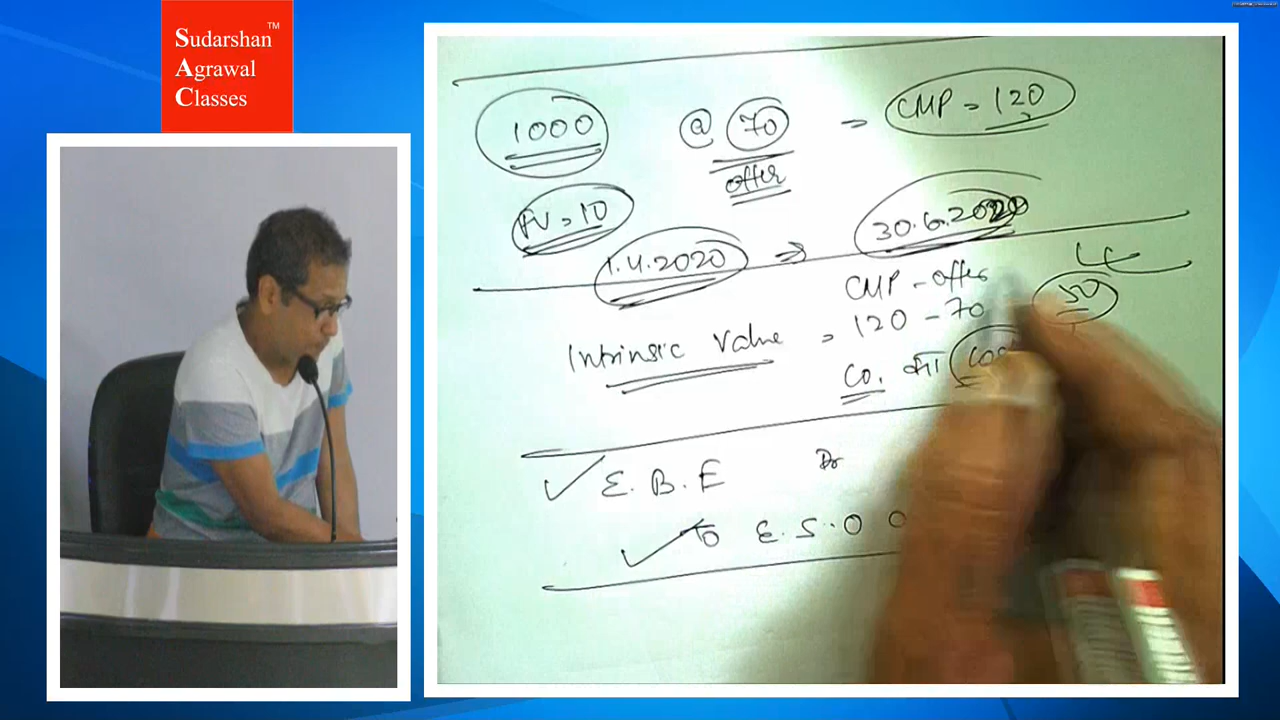 Sudarshan™
Agrawal
Classes
1000 @ 70 = CMP = 120
offer
FV = 10
1.4.2020 ⇒ 30.6.2020
CMP - offer
Intrinsic Value = 120 - 70 50
Co. का
E. B. E Dr
To E. S. O O